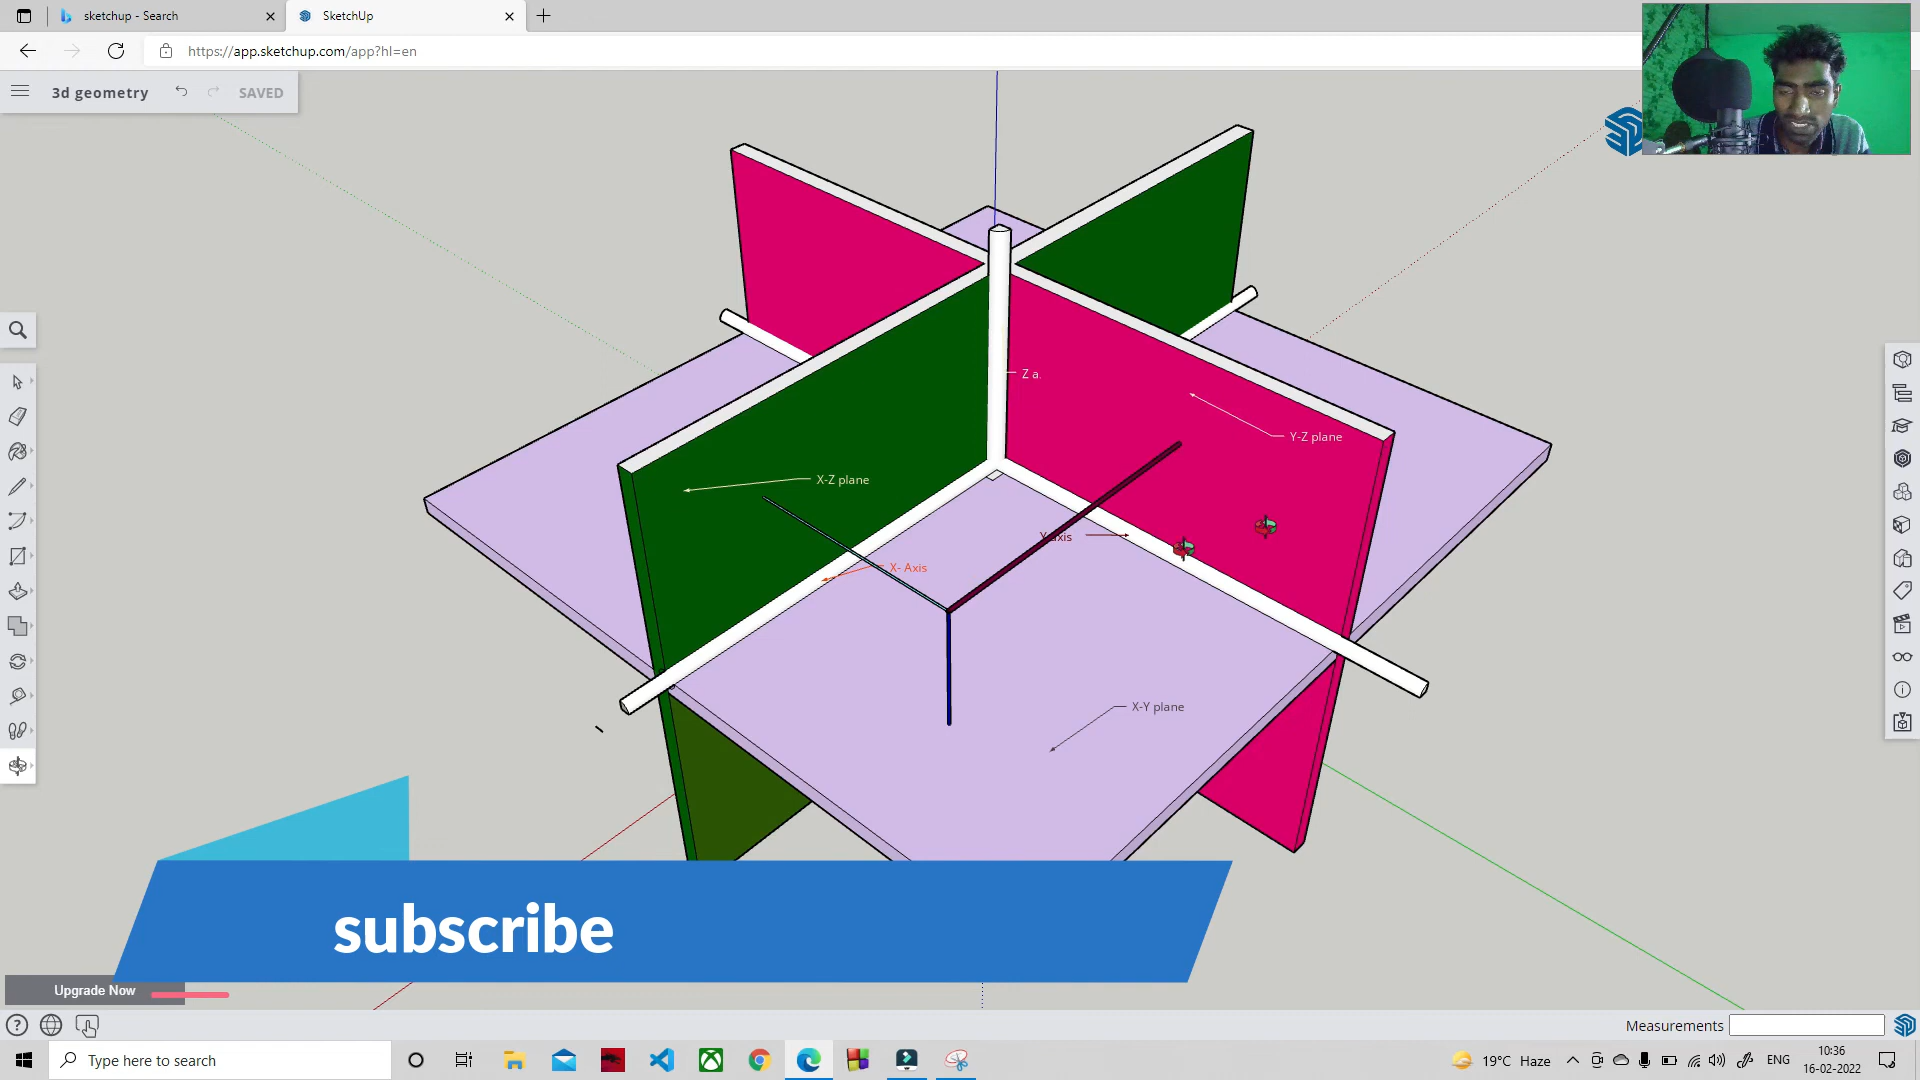 sketchup - Search
SketchUp
https://app.sketchup.com/app?hl=en
3d geometry
SAVED
Z a.
Y-Z plane
X-Z plane
Y axis
X- Axis
X-Y plane
subscribe
Upgrade Now
Measurements
Type here to search
19°C Haze
ENG
10:36
16-02-2022